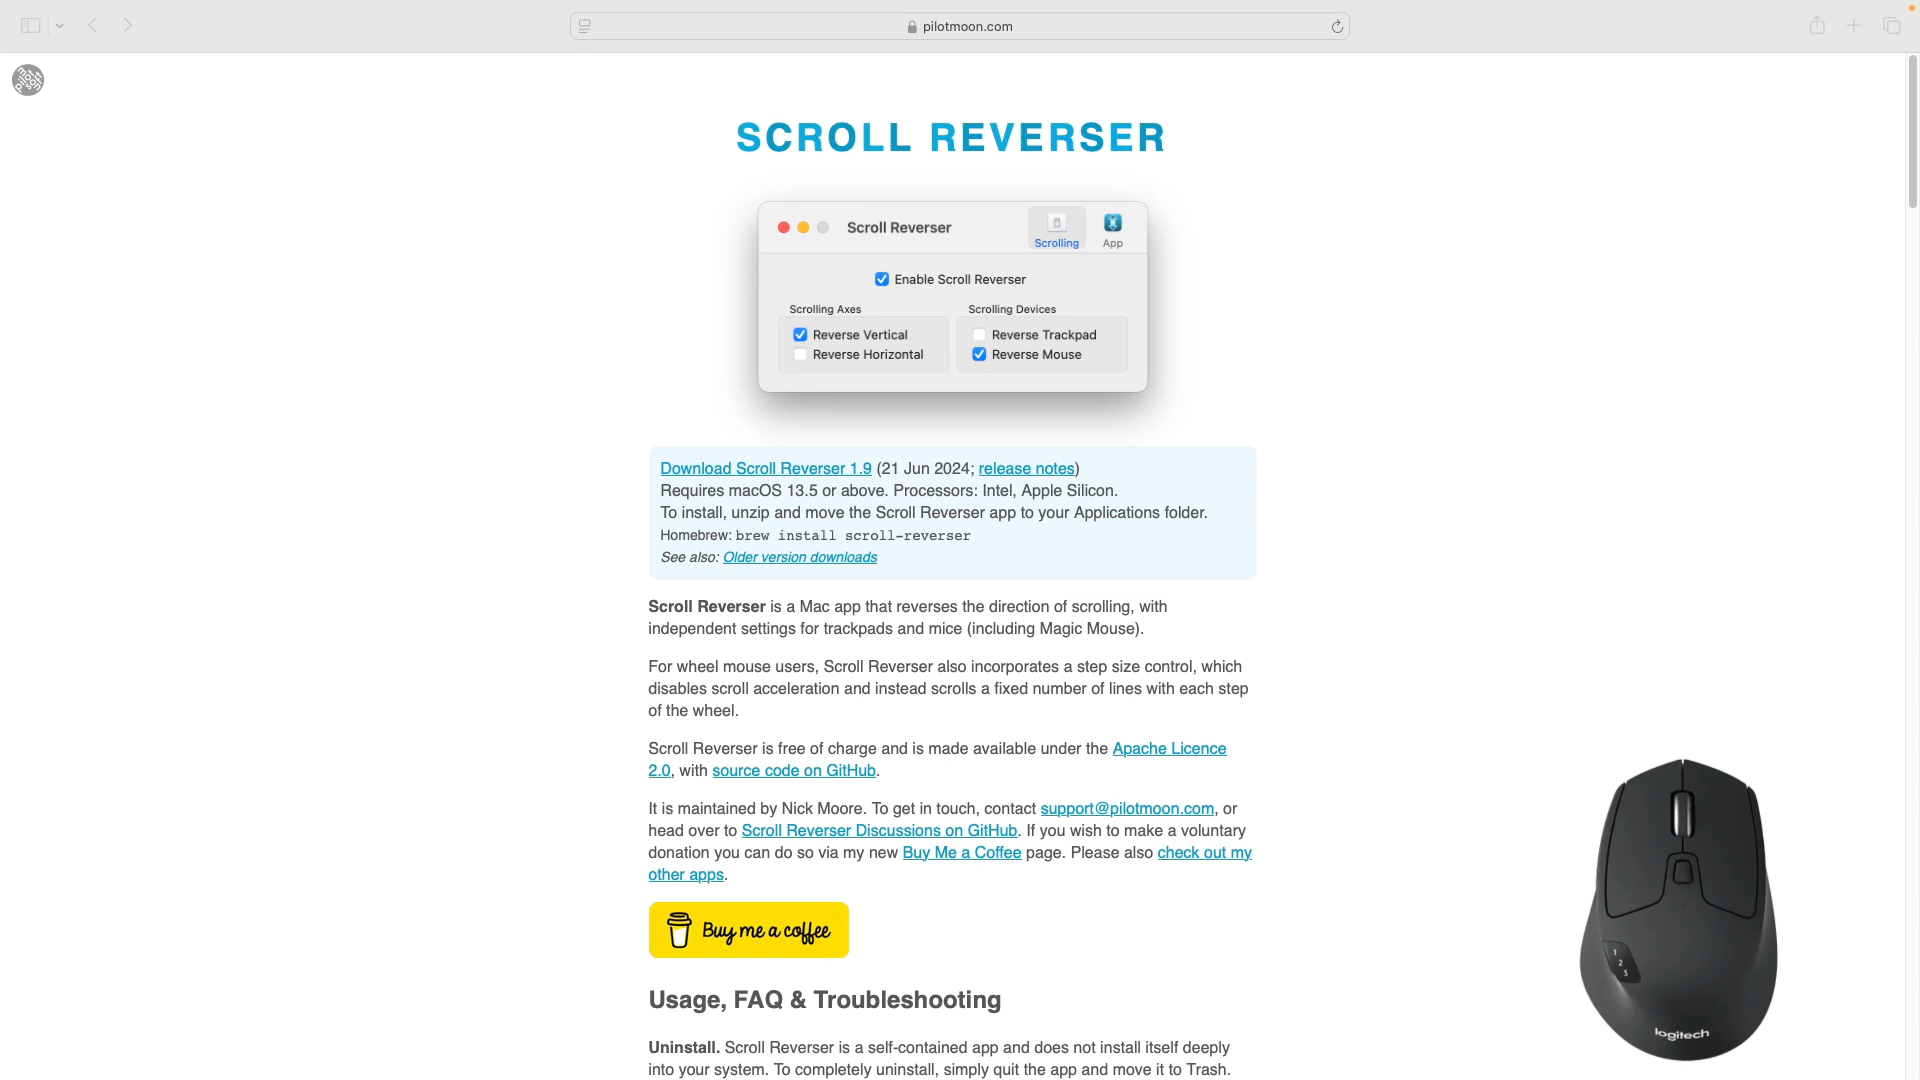 pilotmoon.com
pilot
moon
SCROLL REVERSER
Scroll Reverser
Scrolling
App
Enable Scroll Reverser
Scrolling Axes
Scrolling Devices
Reverse Vertical
Reverse Trackpad
Reverse Horizontal
Reverse Mouse
Download Scroll Reverser 1.9 (21 Jun 2024; release notes)
Requires macOS 13.5 or above. Processors: Intel, Apple Silicon.
To install, unzip and move the Scroll Reverser app to your Applications folder.
Homebrew: brew install scroll-reverser
See also: Older version downloads
Scroll Reverser is a Mac app that reverses the direction of scrolling, with
independent settings for trackpads and mice (including Magic Mouse).
For wheel mouse users, Scroll Reverser also incorporates a step size control, which
disables scroll acceleration and instead scrolls a fixed number of lines with each step
of the wheel.
Scroll Reverser is free of charge and is made available under the Apache Licence
2.0, with source code on GitHub.
It is maintained by Nick Moore. To get in touch, contact support@pilotmoon.com, or
head over to Scroll Reverser Discussions on GitHub. If you wish to make a voluntary
donation you can do so via my new Buy Me a Coffee page. Please also check out my
other apps.
Buy me a coffee
Usage, FAQ & Troubleshooting
Uninstall. Scroll Reverser is a self-contained app and does not install itself deeply
into your system. To completely uninstall, simply quit the app and move it to Trash.
1
2
3
logitech